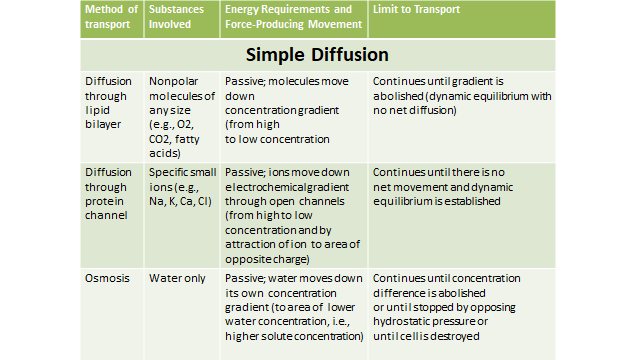 Method of transport
Substances Involved
Energy Requirements and Force-Producing Movement
Limit to Transport
Simple Diffusion
Diffusion
through
lipid
bilayer
Nonpolar
molecules of
any size
(e.g., O2,
CO2, fatty
acids)
Passive; molecules move
down
concentration gradient
(from high
to low concentration
Continues until gradient is
abolished (dynamic equilibrium with
no net diffusion)
Diffusion
through
protein
channel
Specific small
ions (e.g.,
Na, K, Ca, Cl)
Passive; ions move down
electrochemical gradient
through open channels
(from high to low
concentration and by
attraction of ion to area of
opposite charge)
Continues until there is no
net movement and dynamic
equilibrium is established
Osmosis
Water only
Passive; water moves down
its own concentration
gradient (to area of lower
water concentration, i.e.,
higher solute concentration)
Continues until concentration
difference is abolished
or until stopped by opposing
hydrostatic pressure or
until cell is destroyed